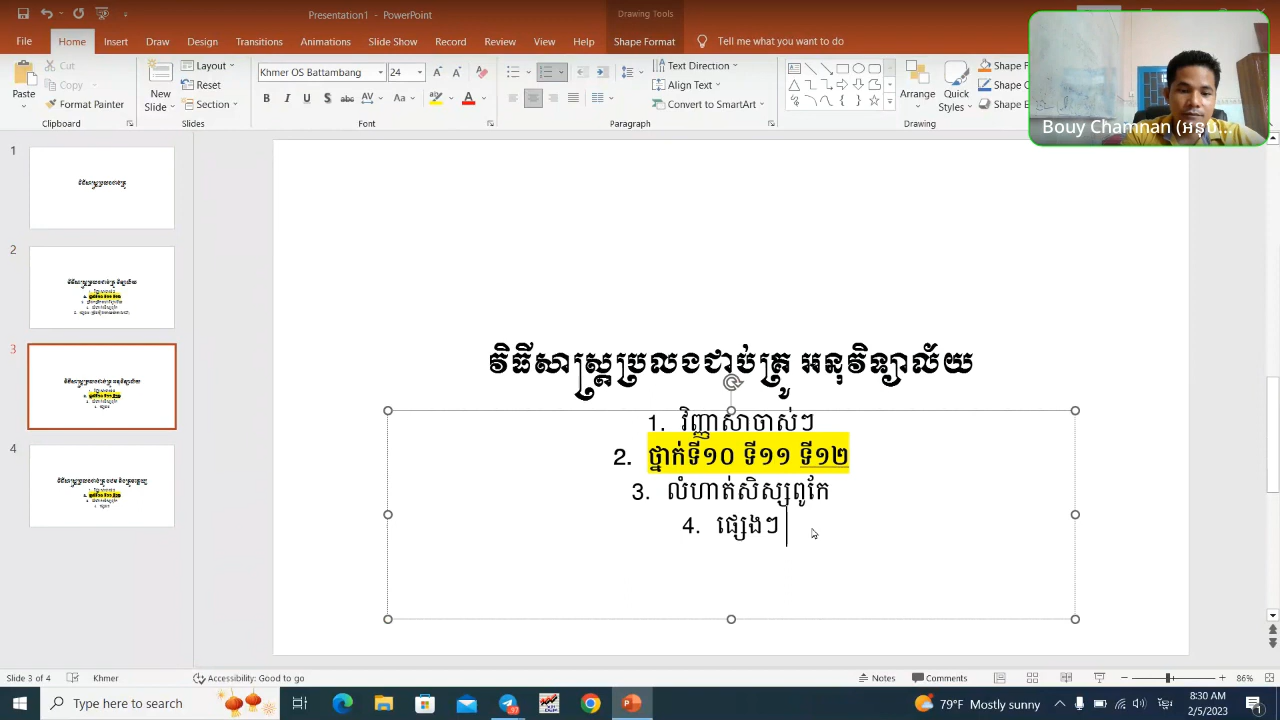 Presentation1 - PowerPoint
Drawing Tools
File Home Insert Draw Design Transitions Animations Slide Show Record Review View Help Shape Format Tell me what you want to do
Paste Cut Copy Format Painter
Clipboard
New Slide Layout Reset Section
Slides
Khmer OS Battambang 24
Font
Text Direction Align Text Convert to SmartArt
Paragraph
Arrange Quick Styles Shape
Drawing
Bouy Chamnan
1
2
3
4
វិធីសាស្ត្រប្រលងជាប់គ្រូ អនុវិទ្យាល័យ
1. វិញ្ញាសាចាស់ៗ
2. ថ្នាក់ទី១០ ទី១១ ទី១២
3. លំហាត់សិស្សពូកែ
4. ផ្សេងៗ
Slide 3 of 4 Khmer Accessibility: Good to go Notes Comments 86%
Type here to search 79°F Mostly sunny 8:30 AM
2/5/2023